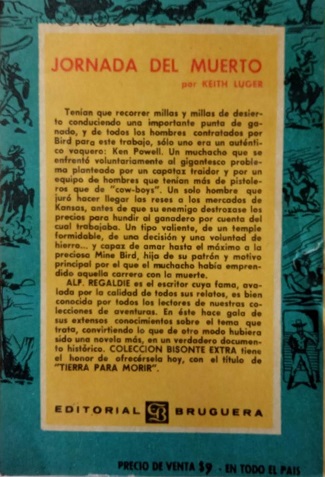 JORNADA DEL MUERTO
por KEITH LUGER
Tenían que recorrer millas y millas de desier-
to conduciendo una importante punta de ga-
nado, y de todos los hombres contratados por
Bird para este trabajo, sólo uno era un auténti-
co vaquero: Ken Powell. Un muchacho que se
enfrentó voluntariamente al gigantesco proble-
ma planteado por un capataz traidor y por un
equipo de hombres que tenían más de pistole-
ros que de "cow-boys". Un solo hombre que
juró hacer llegar las reses a los mercados de
Kansas, antes de que su enemigo destrozase los
precios para hundir al ganadero por cuenta del
cual trabajaba. Un tipo valiente, de un temple
formidable, de una decisión y una voluntad de
hierro... y capaz de amar hasta el máximo a la
preciosa Mine Bird, hija de su patrón y motivo
principal por el que el muchacho había empren-
dido aquella carrera con la muerte.
ALF. REGALDIE es el escritor cuya fama, ava-
lada por la calidad de todos sus relatos, es bien
conocida por todos los lectores de nuestras co-
lecciones de aventuras. En éste hace gala de
sus extensos conocimientos sobre el tema que
trata, convirtiendo lo que de otro modo hubiera
sido una novela más, en un verdadero documen-
to histórico. COLECCION BISONTE EXTRA tiene
el honor de ofrecérsela hoy, con el título de
"TIERRA PARA MORIR".
EDITORIAL B BRUGUERA
PRECIO DE VENTA $9 - EN TODO EL PAIS